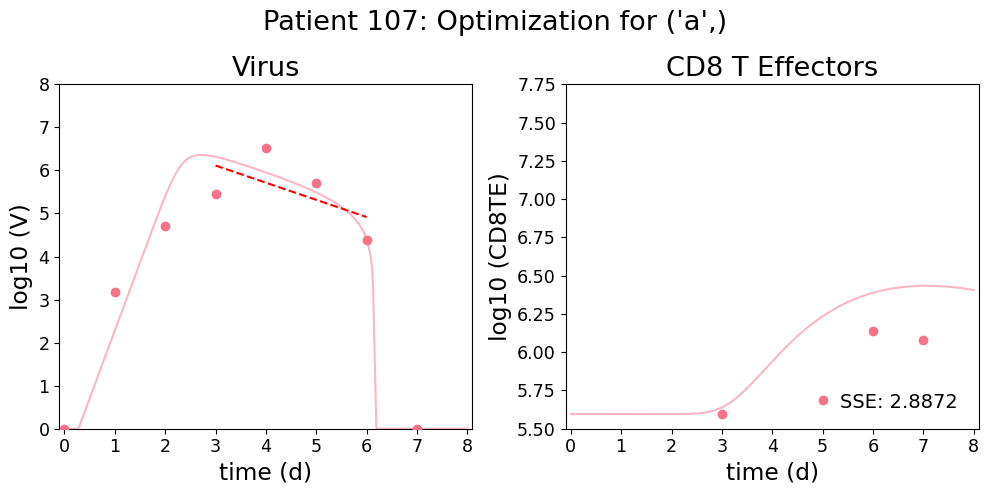 Patient 107: Optimization for ('a',)
Virus
CD8 T Effectors
log10 (V)
8
7
6
5
4
3
2
1
0
0 1 2 3 4 5 6 7 8
time (d)
log10 (CD8TE)
7.75
7.50
7.25
7.00
6.75
6.50
6.25
6.00
5.75
5.50
SSE: 2.8872
0 1 2 3 4 5 6 7 8
time (d)